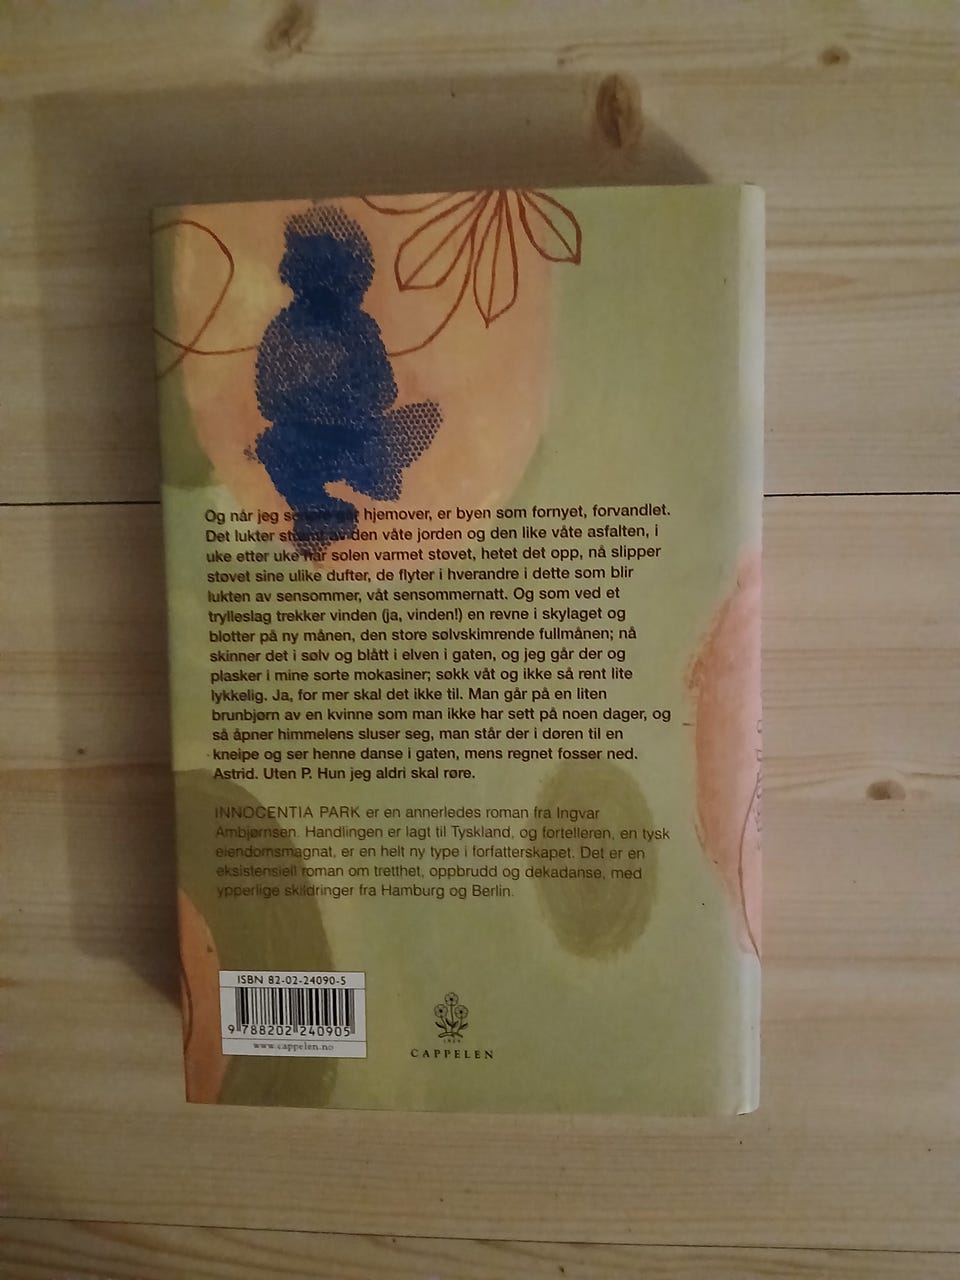 Og når jeg senere går hjemover, er byen som fornyet, forvandlet.
Det lukter stramt av den våte jorden og den like våte asfalten, i
uke etter uke har solen varmet støvet, hetet det opp, nå slipper
støvet sine ulike dufter, de flyter i hverandre i dette som blir
lukten av sensommer, våt sensommernatt. Og som ved et
trylleslag trekker vinden (ja, vinden!) en revne i skylaget og
blotter på ny månen, den store sølvskimrende fullmånen; nå
skinner det i sølv og blått i elven i gaten, og jeg går der og
plasker i mine sorte mokasiner; søkk våt og ikke så rent lite
lykkelig. Ja, for mer skal det ikke til. Man går på en liten
brunbjørn av en kvinne som man ikke har sett på noen dager, og
så åpner himmelens sluser seg, man står der i døren til en
kneipe og ser henne danse i gaten, mens regnet fosser ned.
Astrid. Uten P. Hun jeg aldri skal røre.
INNOCENTIA PARK er en annerledes roman fra Ingvar
Ambjørnsen. Handlingen er lagt til Tyskland, og fortelleren, en tysk
eiendomsmagnat, er en helt ny type i forfatterskapet. Det er en
eksistensiell roman om tretthet, oppbrudd og dekadanse, med
ypperlige skildringer fra Hamburg og Berlin.
ISBN 82-02-24090-5
9 788202 240905
www.cappelen.no
CAPPELEN